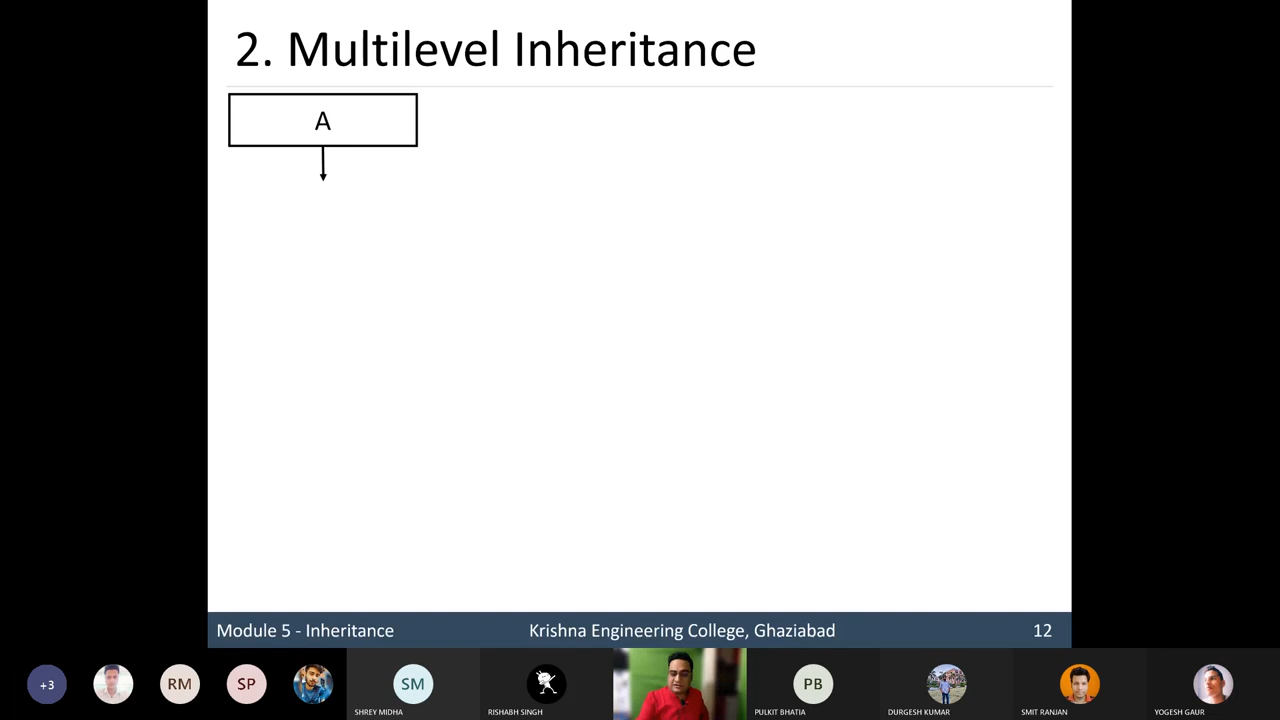 2. Multilevel Inheritance
A
Module 5 - Inheritance Krishna Engineering College, Ghaziabad 12
+3 RM SP SM PB
SHREY MIDHA RISHABH SINGH PULKIT BHATIA DURGESH KUMAR SMIT RANJAN YOGESH GAUR